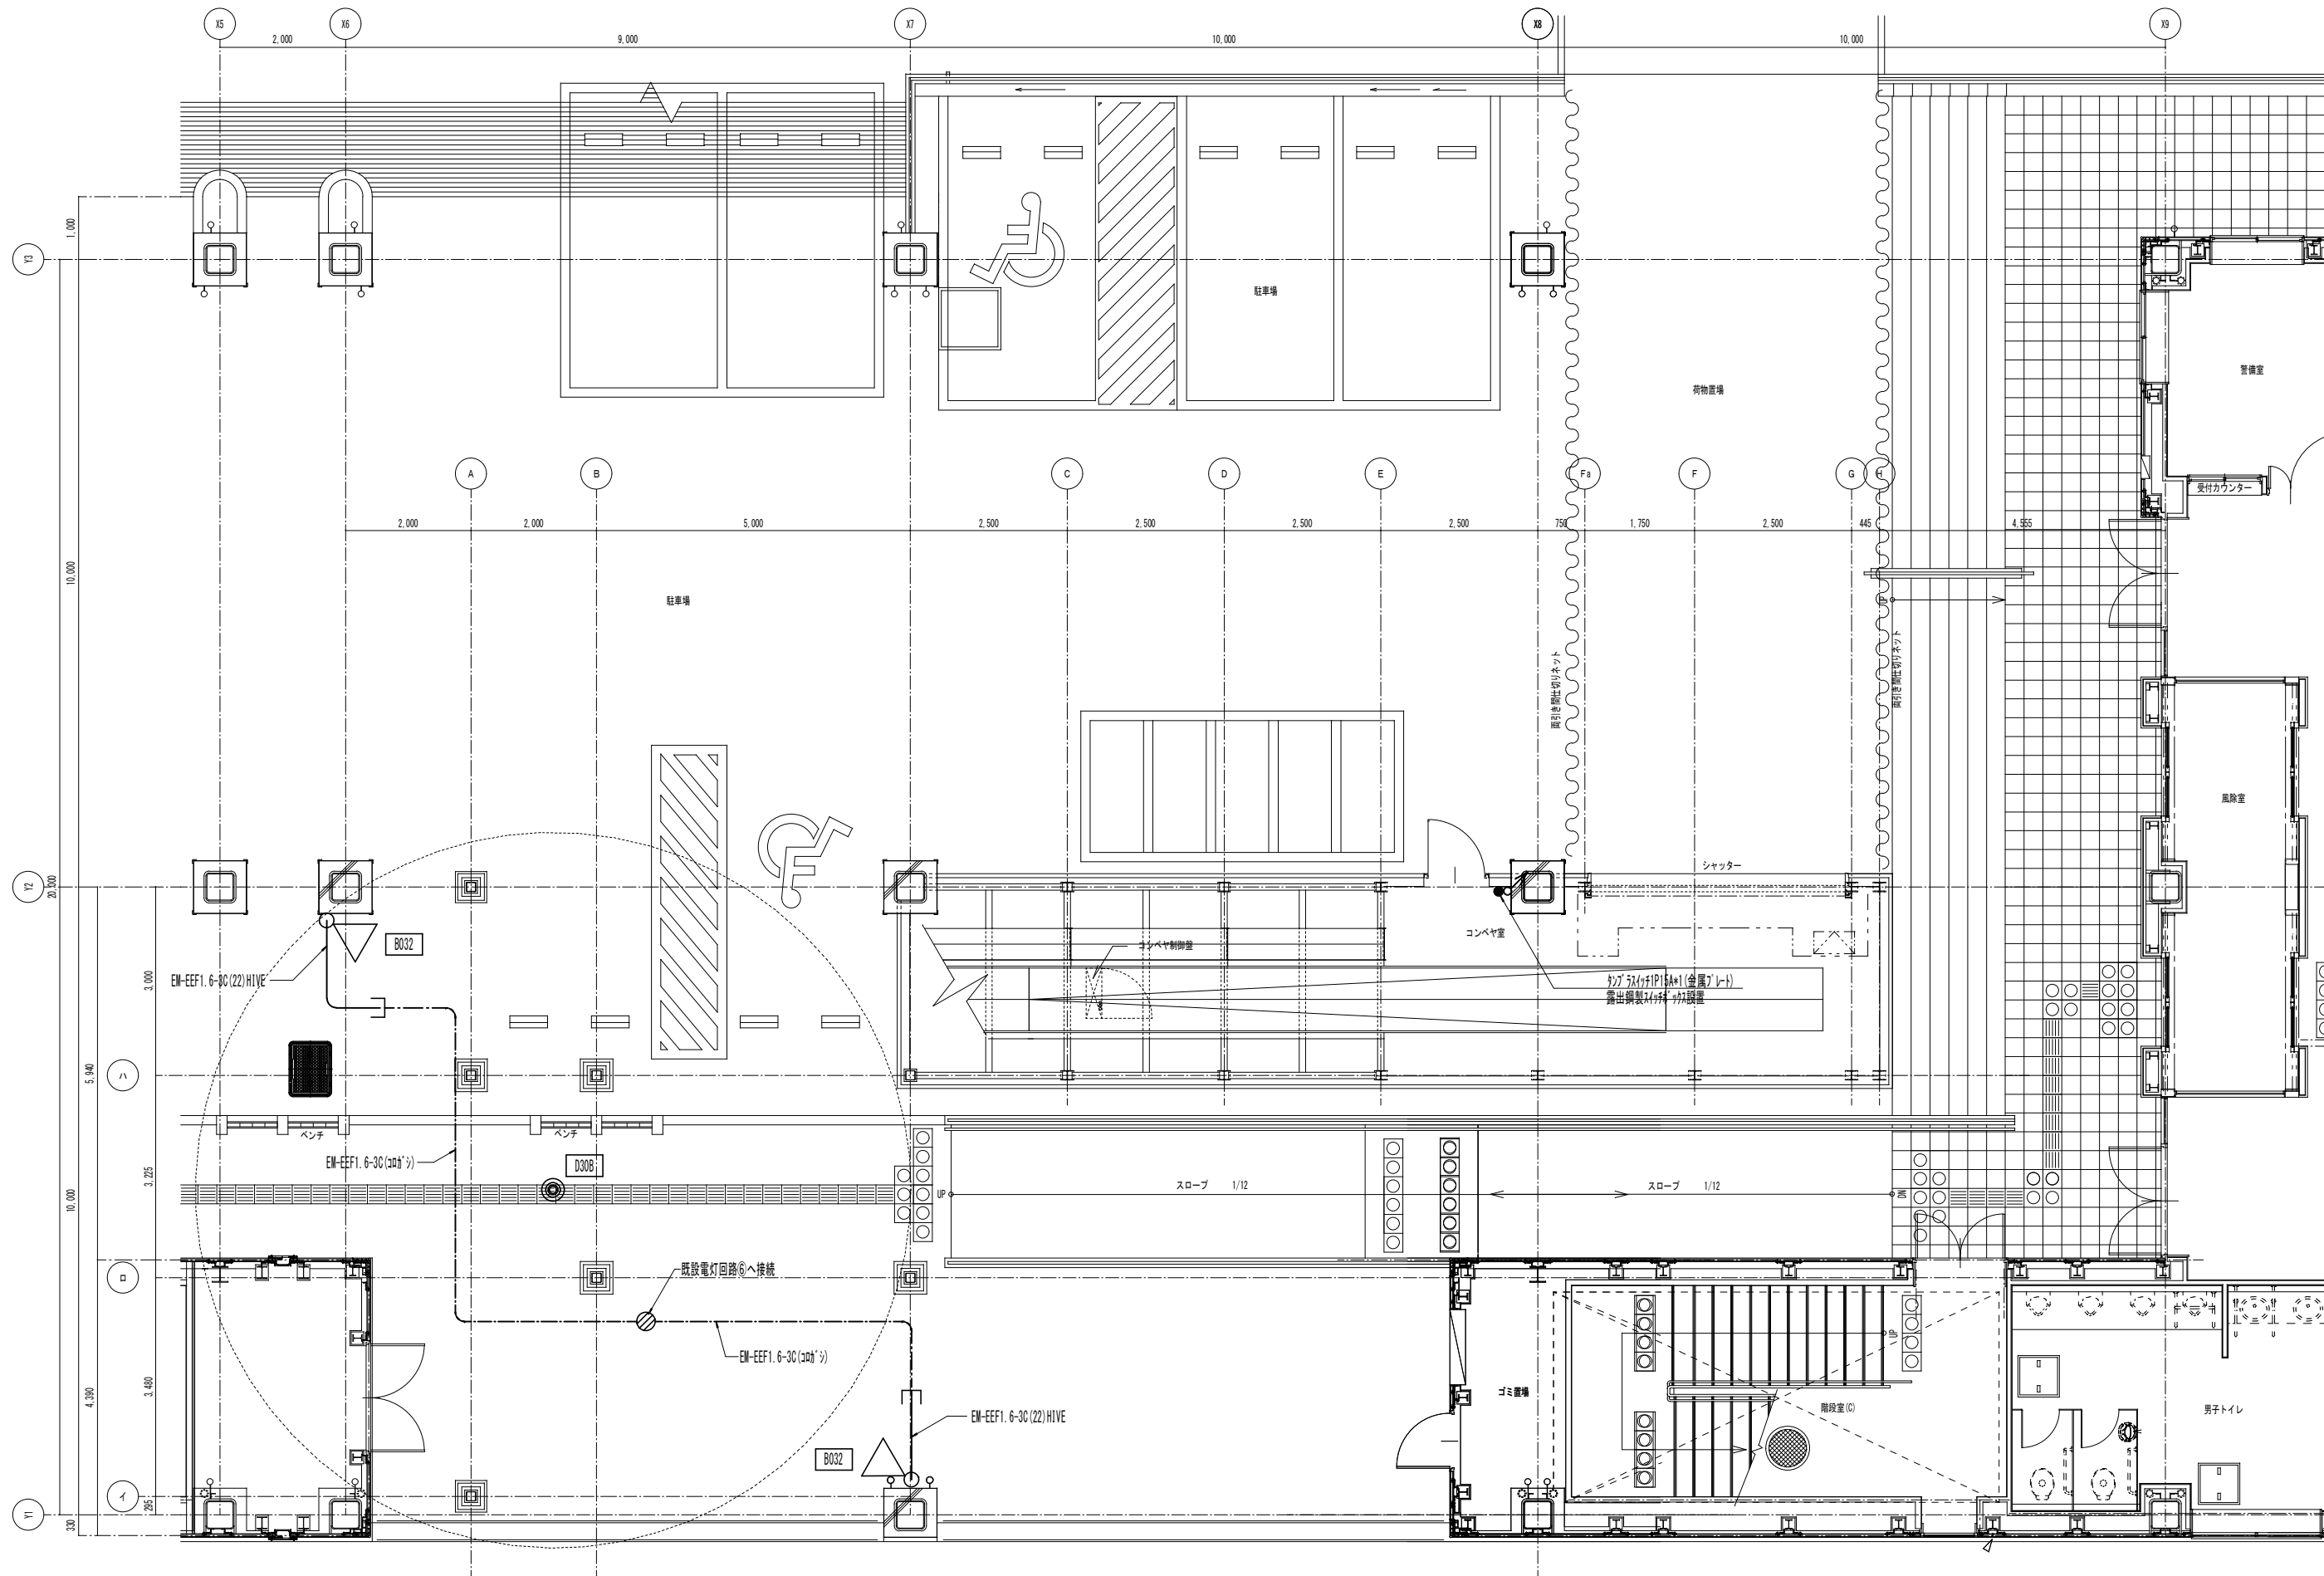 X5
X6
X7
X8
X9
2,000
9,000
10,000
10,000
1,000
Y3
駐車場
警備室
荷物置場
A
B
C
D
E
Fa
F
G
H
受付カウンター
2,000
2,000
5,000
2,500
2,500
2,500
2,500
750
1,750
2,500
445
4,555
10,000
駐車場
UP
両引き間仕切りネット
両引き間仕切りネット
風除室
シャッター
Y2
20,000
B032
コンベヤ制御盤
コンベヤ室
EM-EEF1.6-3C(22)HIVE
3,000
ﾀﾝﾌﾞﾗｽｲｯﾁ1P15A*1(金属ﾌﾟﾚｰﾄ)
露出鋼製ｽｲｯﾁﾎﾞｯｸｽ設置
5,940
ハ
ベンチ
ベンチ
EM-EEF1.6-3C(ｺﾛｶﾞｼ)
D30B
3,225
10,000
UP
スロープ 1/12
スロープ 1/12
DN
ロ
既設電灯回路⑥へ接続
UP
EM-EEF1.6-3C(ｺﾛｶﾞｼ)
3,480
4,390
ゴミ置場
階段室(C)
男子トイレ
EM-EEF1.6-3C(22)HIVE
B032
イ
295
Y1
330